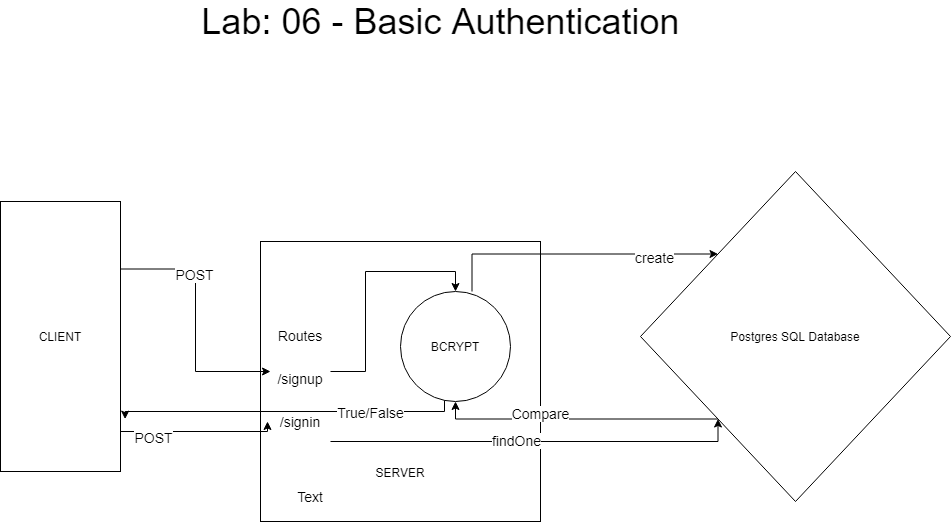 Lab: 06 - Basic Authentication
POST
create
CLIENT
Routes
BCRYPT
Postgres SQL Database
/signup
True/False
Compare
/signin
POST
findOne
SERVER
Text